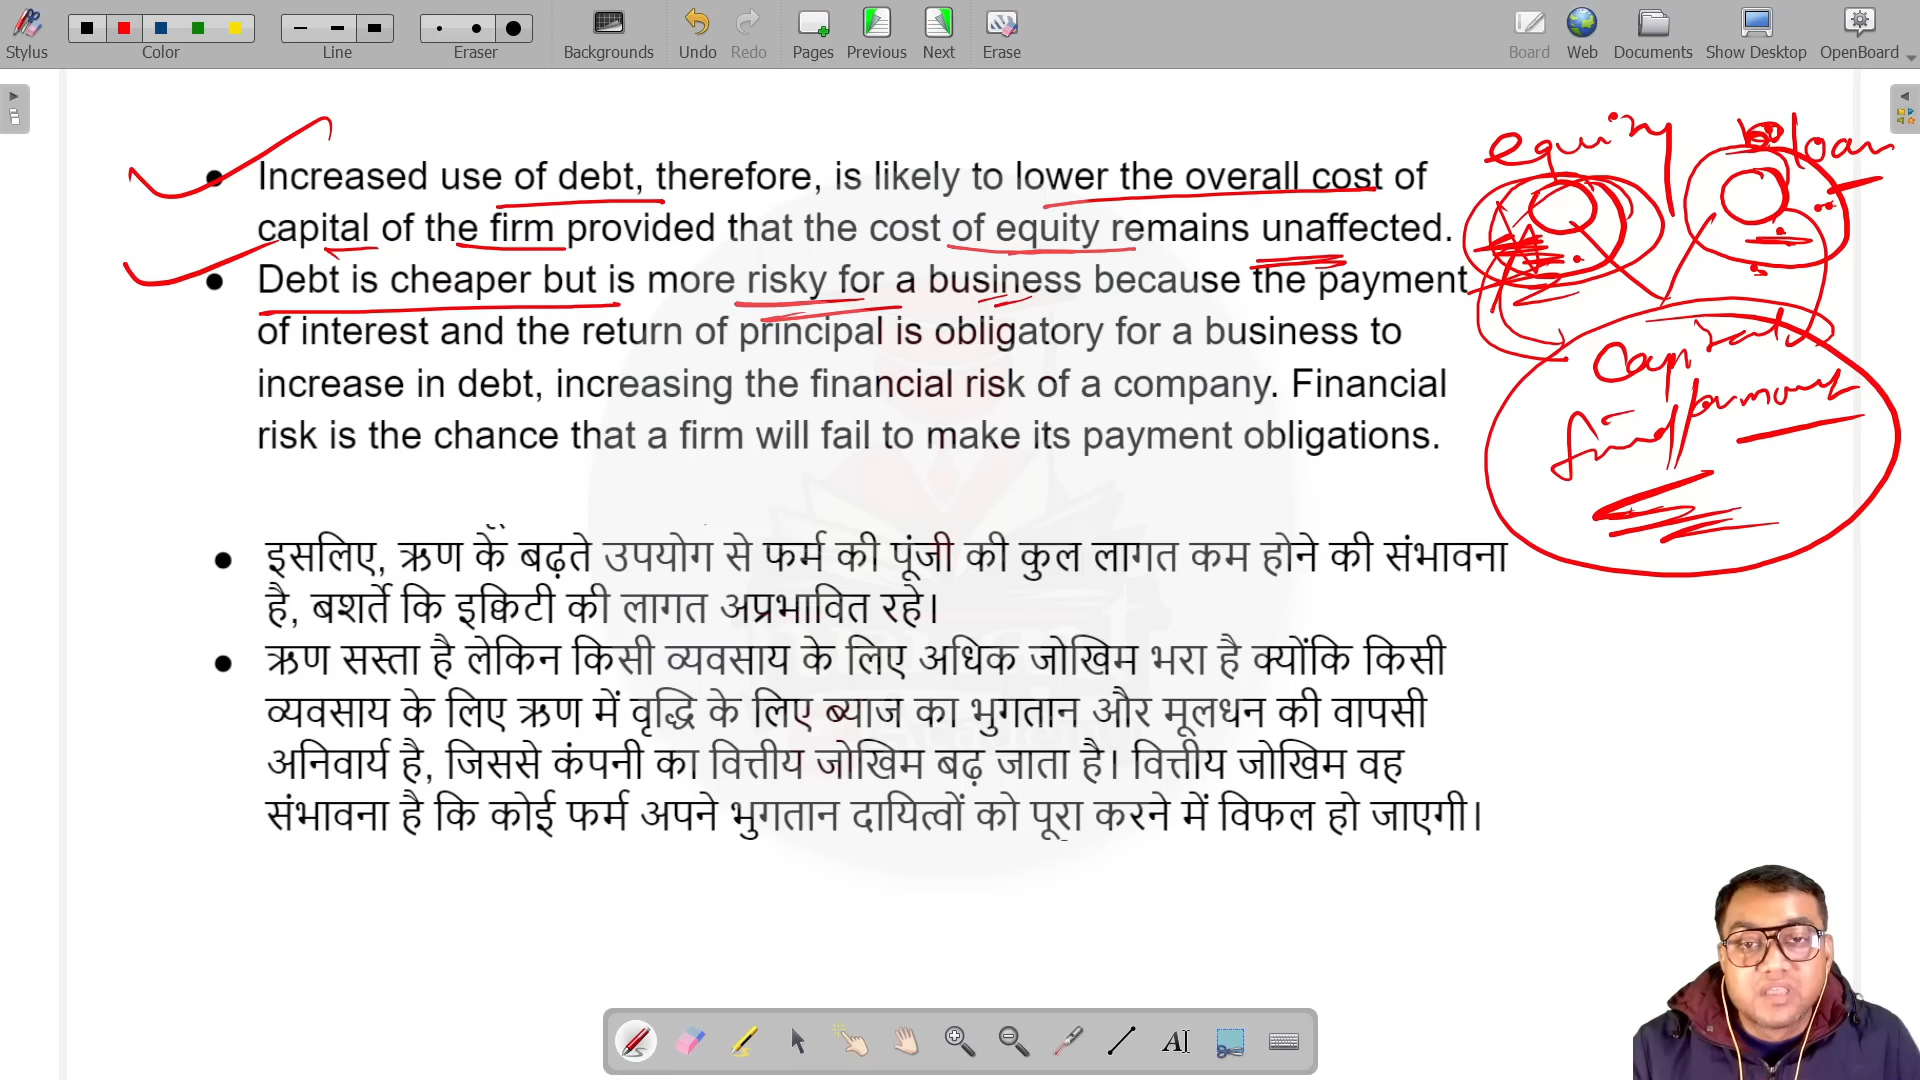 Stylus
Color
Line
Eraser
Backgrounds
Undo
Redo
Pages
Previous
Next
Erase
Board
Web
Documents
Show Desktop
OpenBoard
equity
loan
Increased use of debt, therefore, is likely to lower the overall cost of
capital of the firm provided that the cost of equity remains unaffected.
Debt is cheaper but is more risky for a business because the payment
of interest and the return of principal is obligatory for a business to
increase in debt, increasing the financial risk of a company. Financial
risk is the chance that a firm will fail to make its payment obligations.
Capital
इसलिए, ऋण के बढ़ते उपयोग से फर्म की पूंजी की कुल लागत कम होने की संभावना
है, बशर्ते कि इक्विटी की लागत अप्रभावित रहे।
ऋण सस्ता है लेकिन किसी व्यवसाय के लिए अधिक जोखिम भरा है क्योंकि किसी
व्यवसाय के लिए ऋण में वृद्धि के लिए ब्याज का भुगतान और मूलधन की वापसी
अनिवार्य है, जिससे कंपनी का वित्तीय जोखिम बढ़ जाता है। वित्तीय जोखिम वह
संभावना है कि कोई फर्म अपने भुगतान दायित्वों को पूरा करने में विफल हो जाएगी।